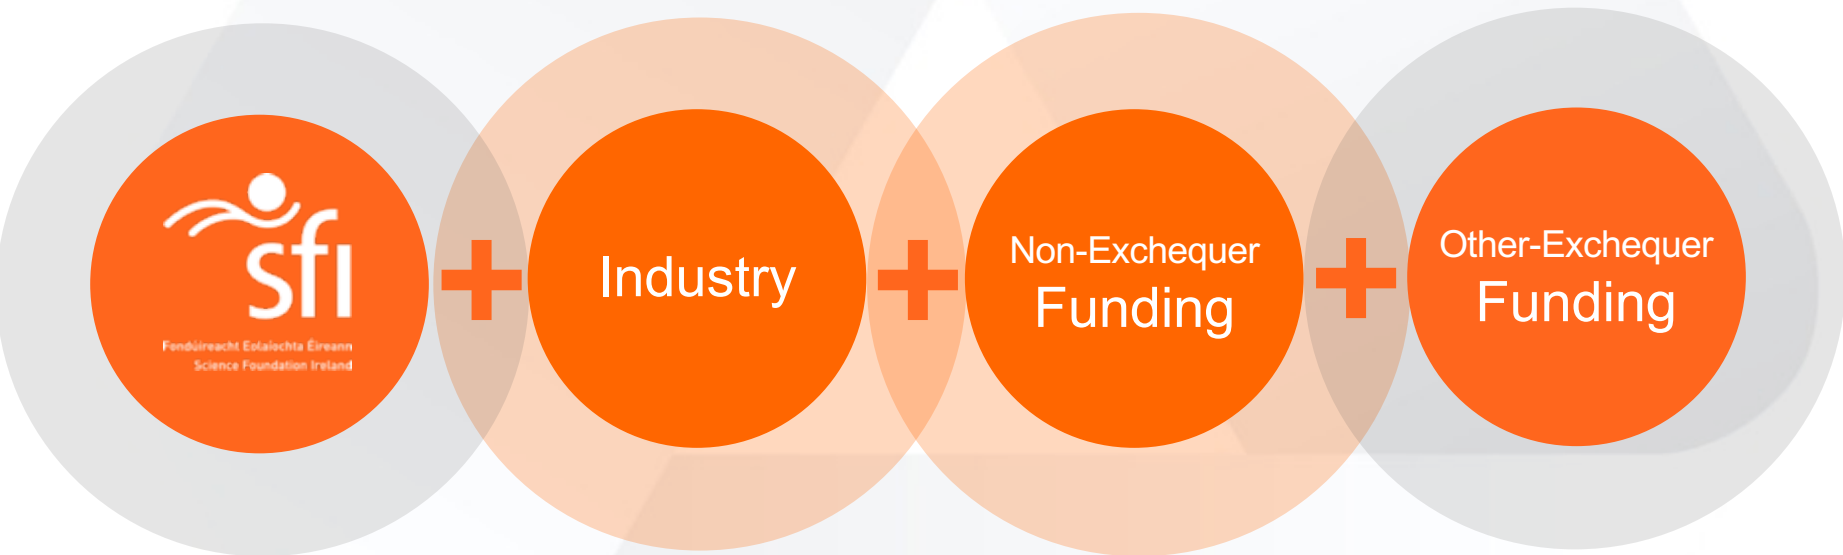 sfi
Fondúireacht Eolaíochta Éireann
Science Foundation Ireland
Industry
Non-Exchequer
Funding
Other-Exchequer
Funding